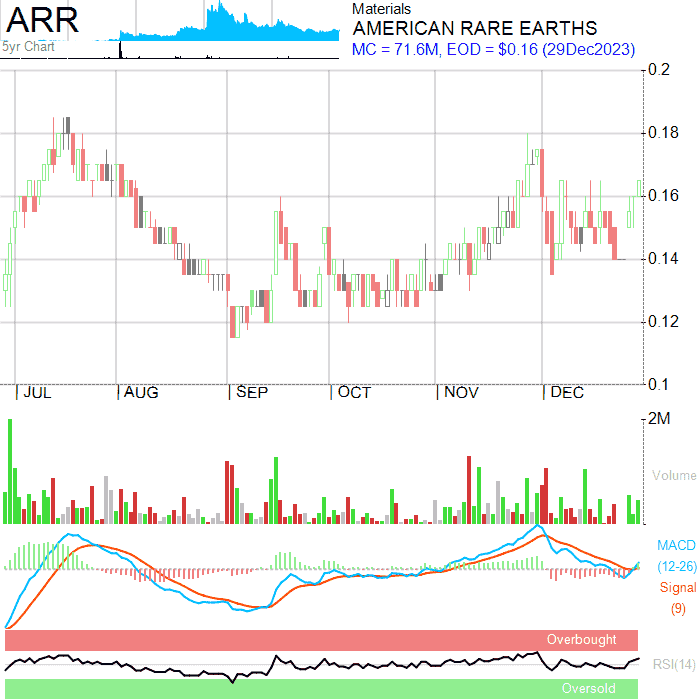 ARR
5yr Chart
Materials
AMERICAN RARE EARTHS
MC = 71.6M, EOD = $0.16 (29Dec2023)
0.2
0.18
0.16
0.14
0.12
0.1
JUL AUG SEP OCT NOV DEC
2M
Volume
MACD
(12-26)
Signal
(9)
Overbought
RSI(14)
Oversold